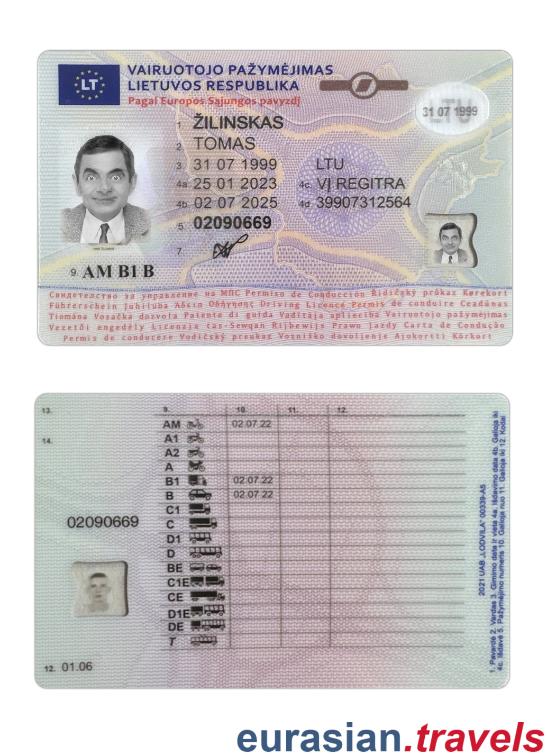 VAIRUOTOJO PAŽYMĖJIMAS
LT LIETUVOS RESPUBLIKA
Pagal Europos Sąjungos pavyzdį
LTU
31 07 1999
ŽILINSKAS
2. TOMAS
3. 31 07 1999 LTU
4a. 25 01 2023 4c. VĮ REGITRA
4b. 02 07 2025 4d. 39907312564
5. 02090669
7.
9. AM B1 B
Свидетелство за управление на МПС Permiso de Conducción Řidičský průkaz Kørekort
Führerschein Juhiluba Άδεια Οδήγησης Driving Licence Permis de conduire Ceadúnas
Tiomána Vozačka dozvola Patente di guida Vadītāja apliecība Vairuotojo pažymėjimas
Vezetői engedély Liċenzja tas-Sewqan Rijbewijs Prawo Jazdy Carta de Condução
Permis de conducere Vodičský preukaz Vozniško dovoljenje Ajokortti Körkort
13. 9. 10. 11. 12.
14.
AM 02.07.22
A1
A2
A
B1 02.07.22
B 02.07.22
C1
C
D1
D
BE
C1E
CE
D1E
DE
T
02090669
12. 01.06
2021 UAB „LODVILA“ 00339-A5
1. Pavardė 2. Vardas 3. Gimimo data ir vieta 4a. Išdavimo data 4b. Galioja iki
4c. Išdavė 5. Pažymėjimo numeris 10. Galioja nuo 11. Galioja iki 12. Kodai
eurasian.travels